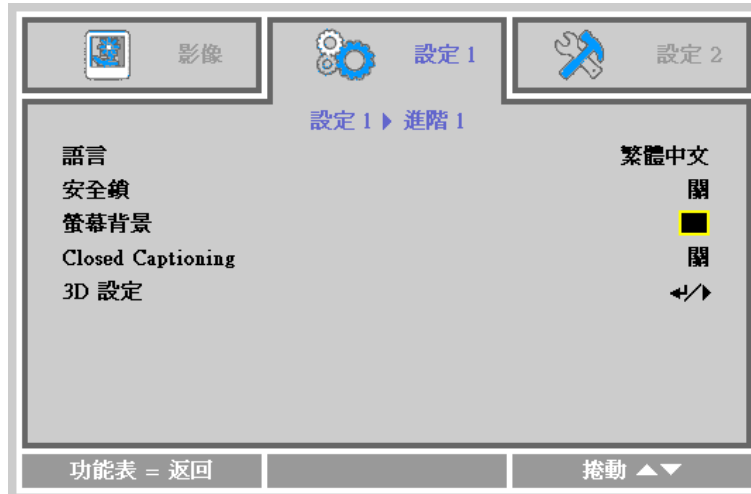 影像 設定 1 設定 2
設定 1 ▶ 進階 1
語言 繁體中文
安全鎖 關
螢幕背景
Closed Captioning 關
3D 設定 ↵/▶
功能表 = 返回 捲動 ▲▼